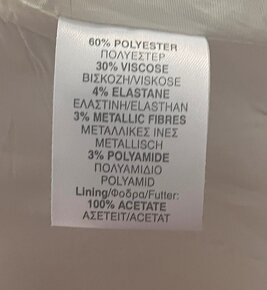 60% POLYESTER
ΠΟΛΥΕΣΤΕΡ
30% VISCOSE
ΒΙΣΚΟΖΗ/VISKOSE
4% ELASTANE
ΕΛΑΣΤΙΝΗ/ELASTHAN
3% METALLIC FIBRES
ΜΕΤΑΛΛΙΚΕΣ ΙΝΕΣ
METALLISCH
3% POLYAMIDE
ΠΟΛΥΑΜΙΔΙΟ
POLYAMID
Lining/Φοδρα/Futter:
100% ACETATE
ΑΣΕΤΕΙΤ/ACETAT